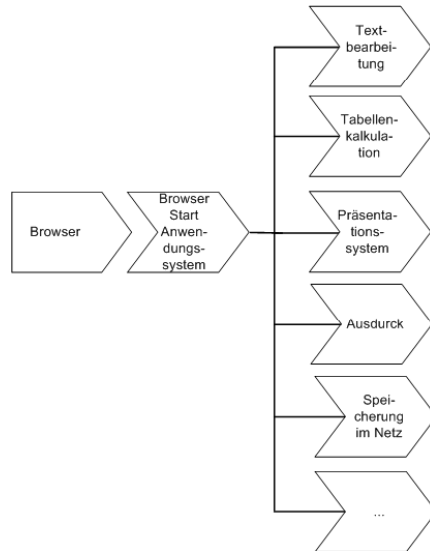 Browser
Browser
Start
Anwen-
dungs-
system
Text-
bearbei-
tung
Tabellen-
kalkula-
tion
Präsentati-
tions-
system
Ausdurck
Spei-
cherung
im Netz
...